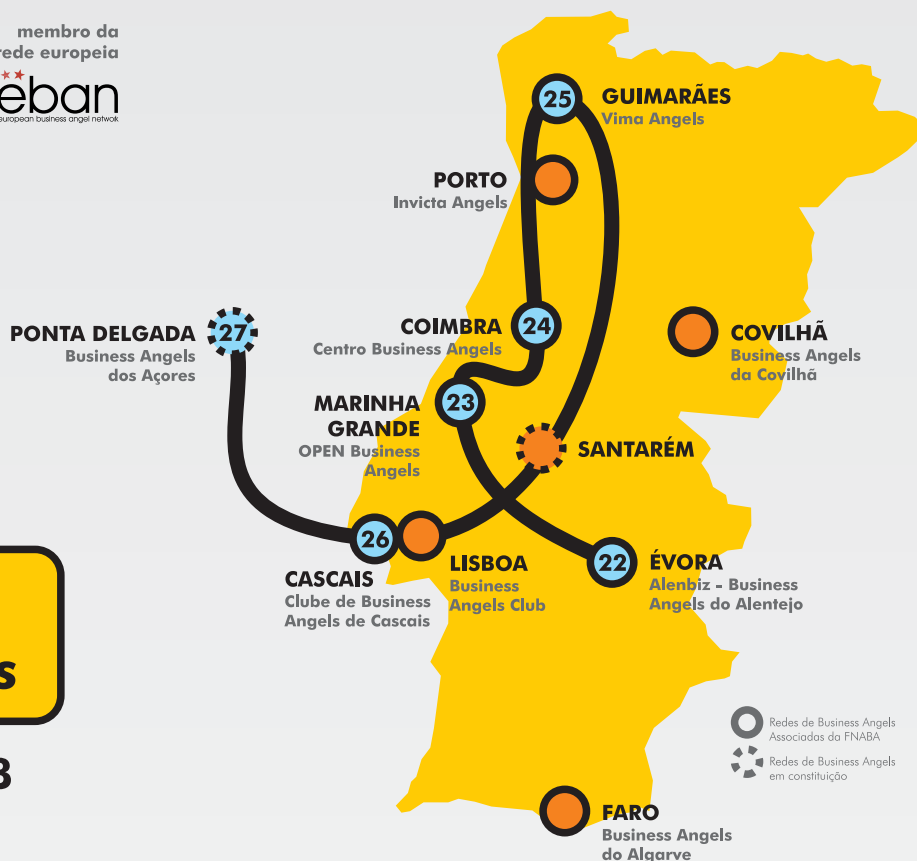 membro da
rede europeia
eban
european business angel network
25
GUIMARÃES
Vima Angels
PORTO
Invicta Angels
27
PONTA DELGADA
Business Angels
dos Açores
24
COIMBRA
Centro Business Angels
COVILHÃ
Business Angels
da Covilhã
23
MARINHA
GRANDE
OPEN Business
Angels
SANTARÉM
26
CASCAIS
Clube de Business
Angels de Cascais
LISBOA
Business
Angels Club
22
ÉVORA
Alenbiz - Business
Angels do Alentejo
S
3
Redes de Business Angels
Associadas da FNABA
Redes de Business Angels
em constituição
FARO
Business Angels
do Algarve